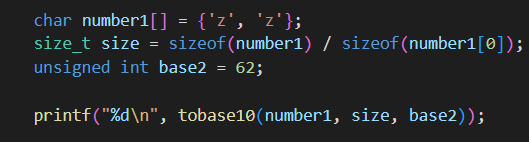 char number1[] = {'z', 'z'};
size_t size = sizeof(number1) / sizeof(number1[0]);
unsigned int base2 = 62;
printf("%d\n", tobase10(number1, size, base2));